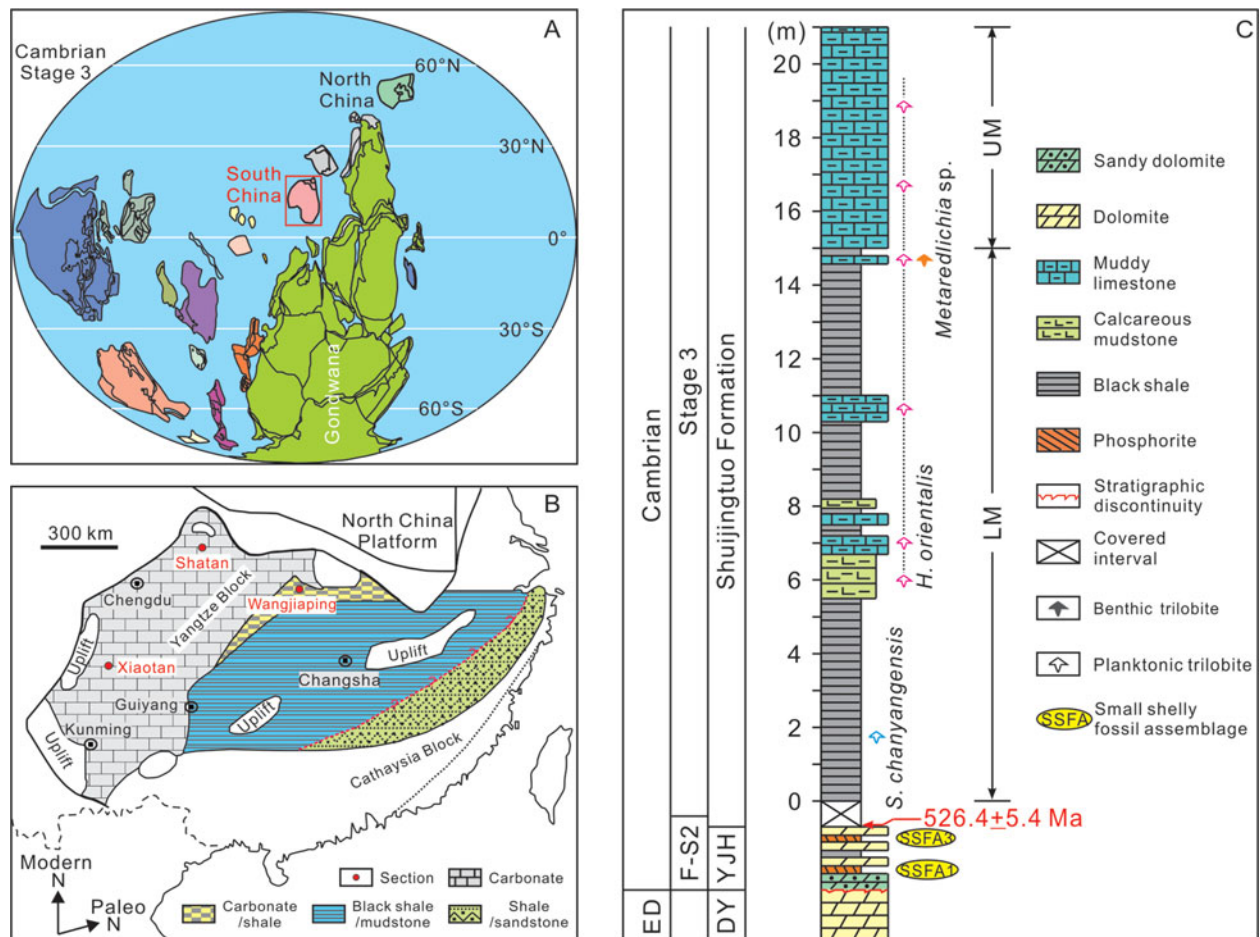 A
Cambrian
Stage 3
60°N
North
China
30°N
South
China
0°
30°S
Gondwana
60°S
B
300 km
North China
Platform
Shatan
Chengdu
Yangtze Block
Wangjiaping
Uplift
Xiaotan
Uplift
Changsha
Guiyang
Uplift
Kunming
Uplift
Cathaysia Block
Modern
N
Paleo
N
Section
Carbonate
Carbonate
/shale
Black shale
/mudstone
Shale
/sandstone
C
(m)
20
18
16
14
12
10
8
6
4
2
0
Cambrian
Stage 3
Shuijingtuo Formation
UM
LM
Metaredlichia sp.
H. orientalis
S. chanyangensis
526.4±5.4 Ma
SSFA3
SSFA1
F-S2
YJH
ED
DY
Sandy dolomite
Dolomite
Muddy
limestone
Calcareous
mudstone
Black shale
Phosphorite
Stratigraphic
discontinuity
Covered
interval
Benthic trilobite
Planktonic trilobite
SSFA
Small shelly
fossil assemblage